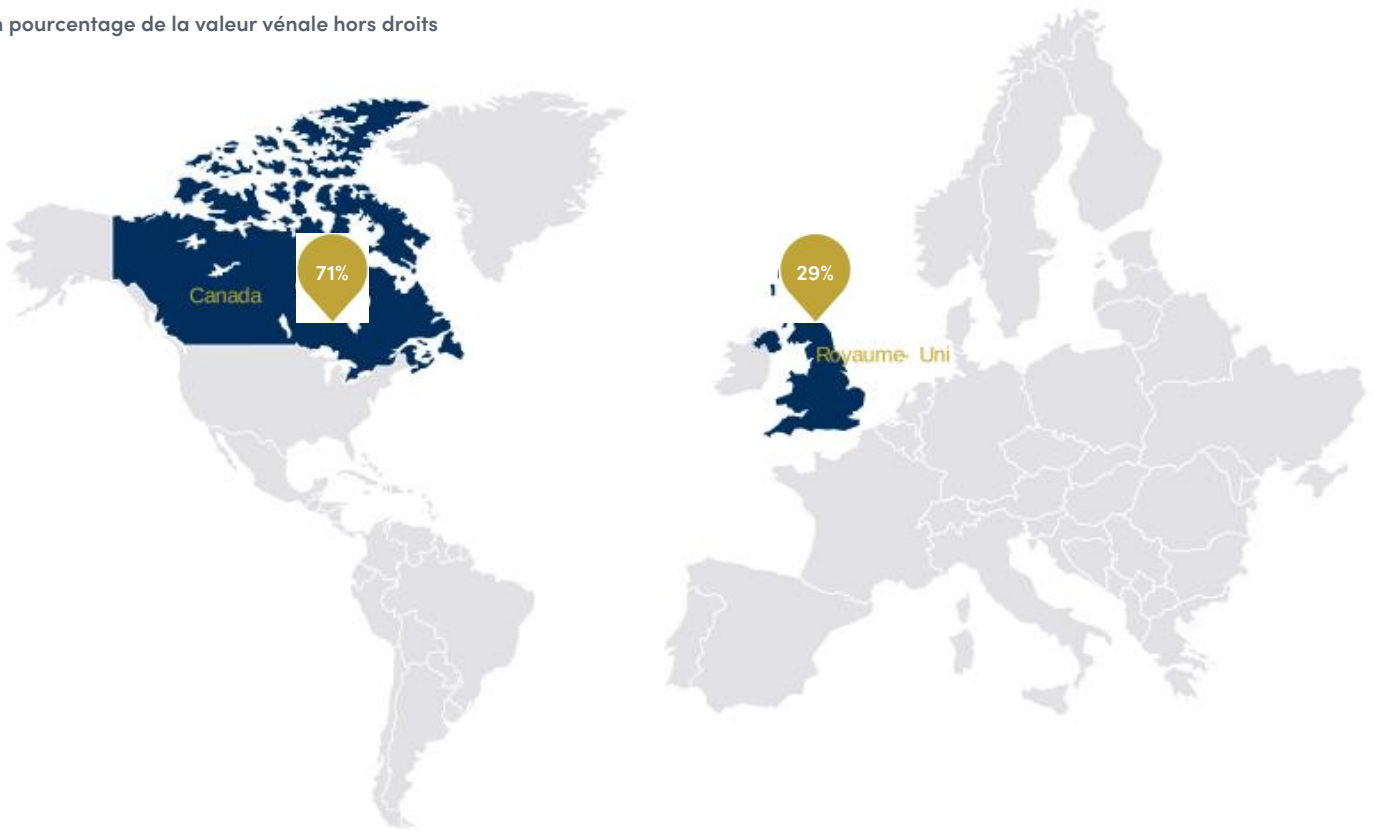 pourcentage de la valeur vénale hors droits
71%
29%
Canada
Royaume- Uni